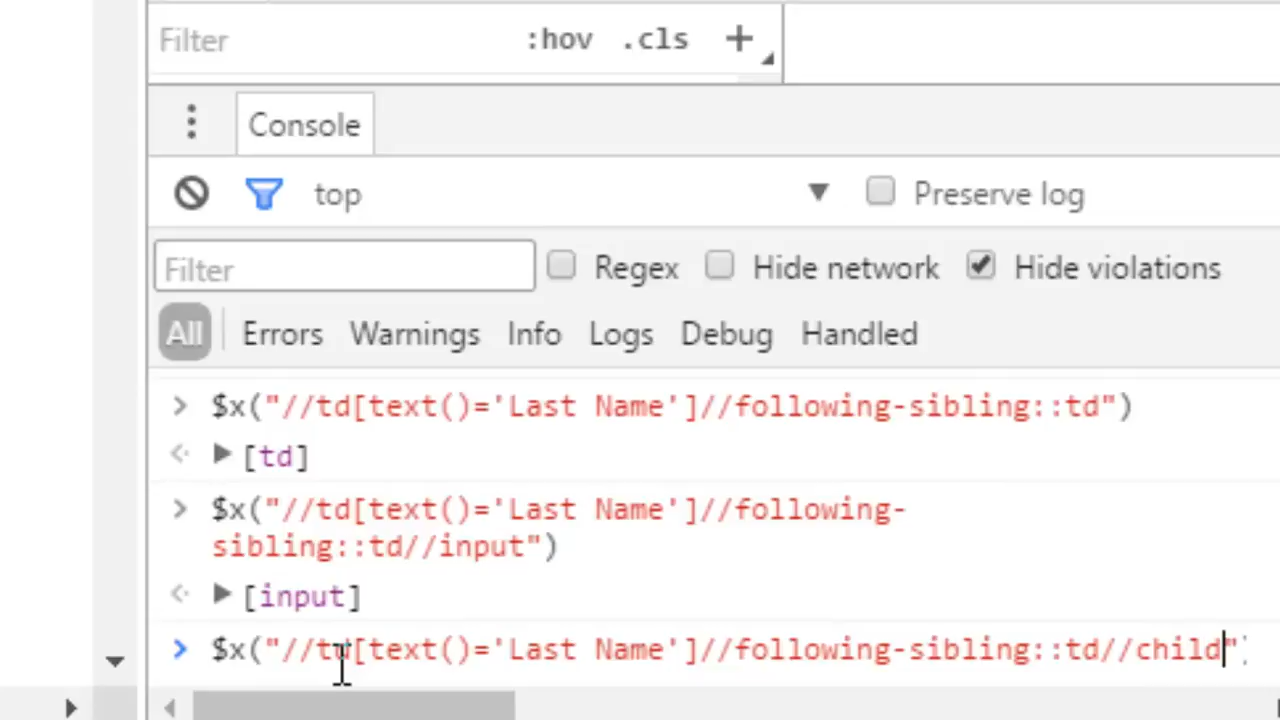 Filter :hov .cls +
Console
top Preserve log
Filter Regex Hide network Hide violations
All Errors Warnings Info Logs Debug Handled
> $x("//td[text()='Last Name']//following-sibling::td")
[td]
> $x("//td[text()='Last Name']//following-
sibling::td//input")
[input]
> $x("//td[text()='Last Name']//following-sibling::td//child")